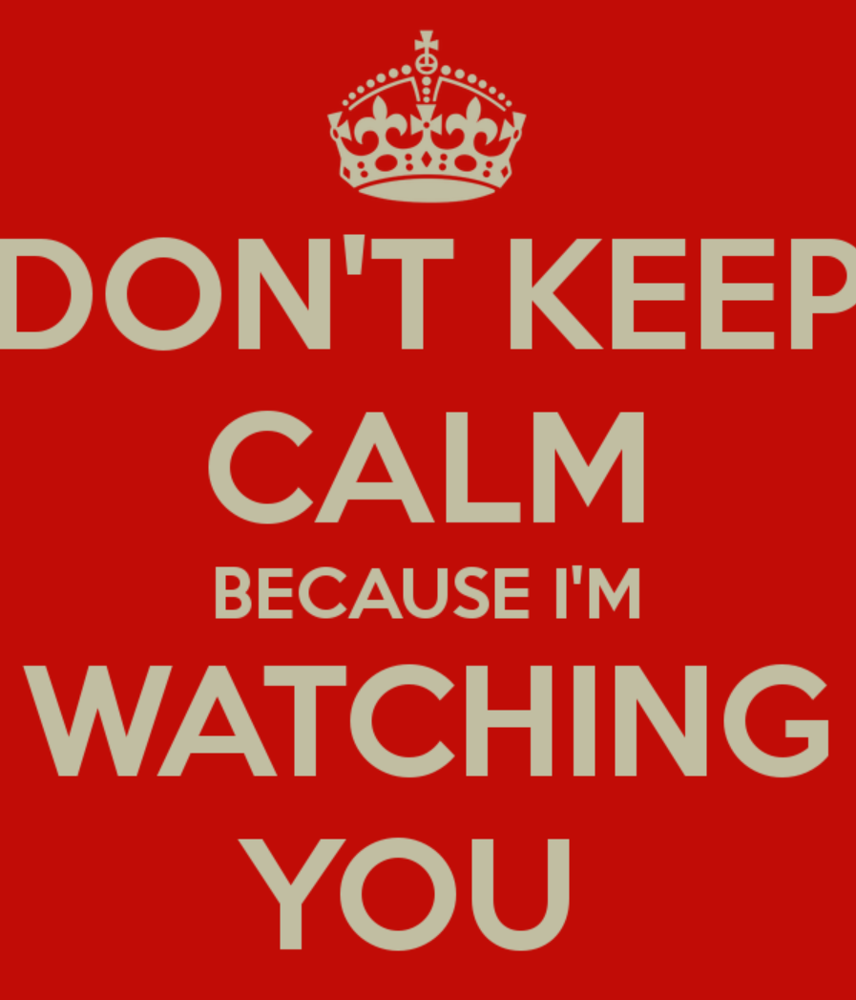 DON'T KEEP
CALM
BECAUSE I'M
WATCHING
YOU